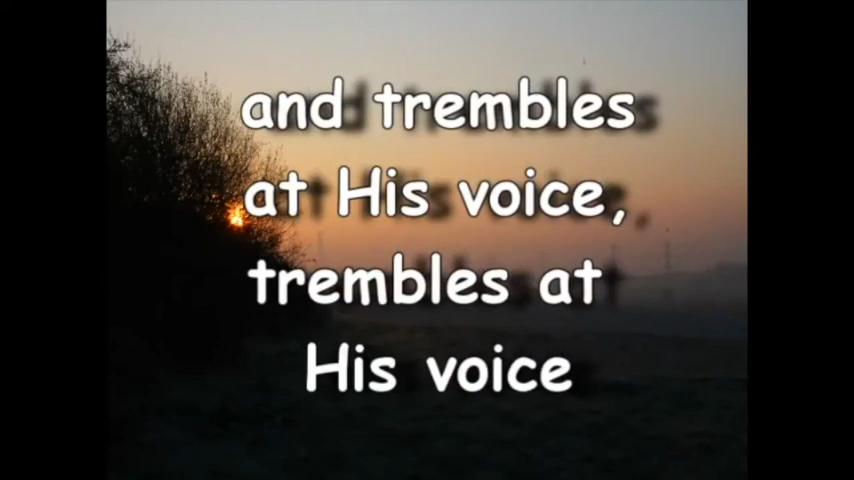 and trembles
at His voice,
trembles at
His voice